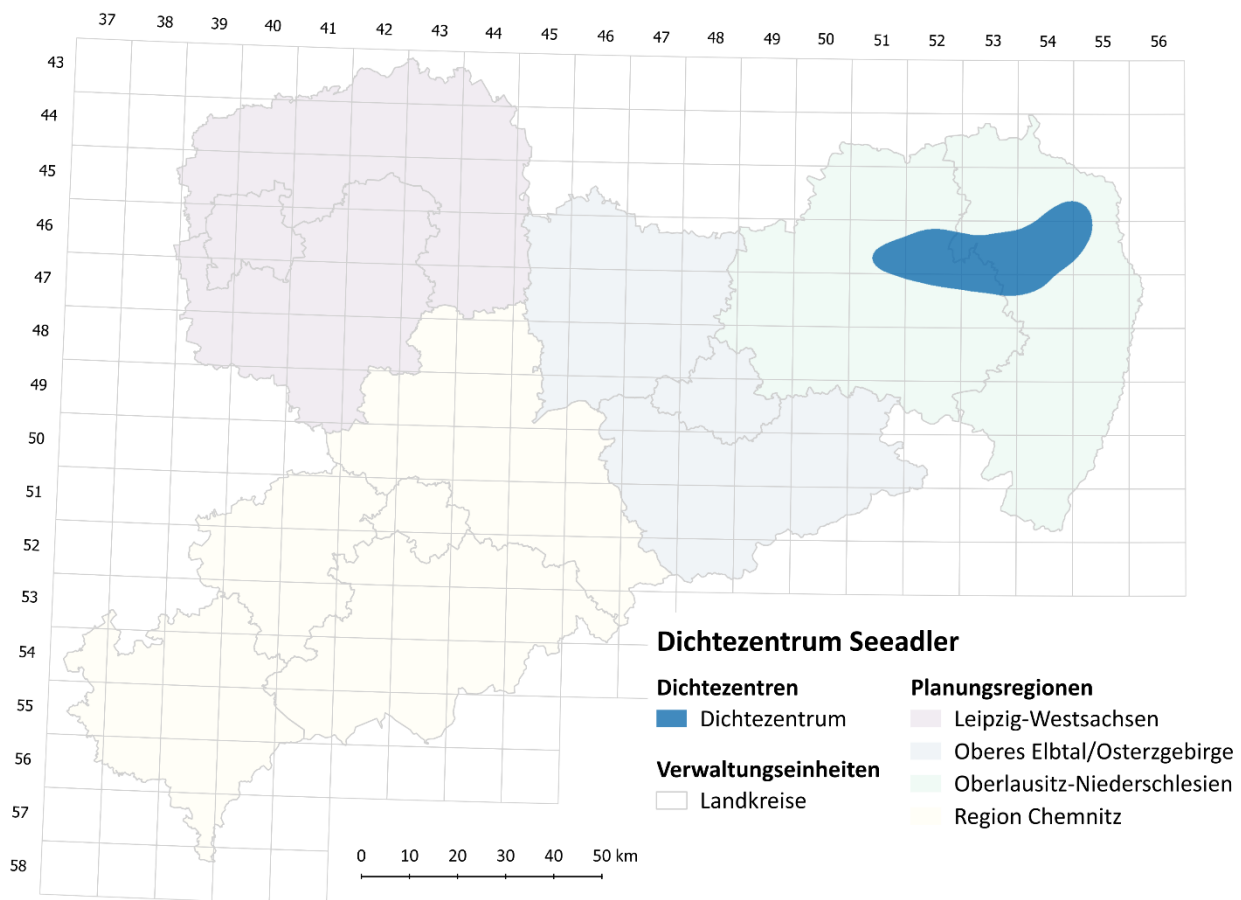 37 38 39 40 41 42 43 44 45 46 47 48 49 50 51 52 53 54 55 56
43
44
45
46
47
48
49
50
51
52
53
54
55
56
57
58
Dichtezentrum Seeadler
Dichtezentren
Dichtezentrum
Verwaltungseinheiten
Landkreise
Planungsregionen
Leipzig-Westsachsen
Oberes Elbtal/Osterzgebirge
Oberlausitz-Niederschlesien
Region Chemnitz
0 10 20 30 40 50 km